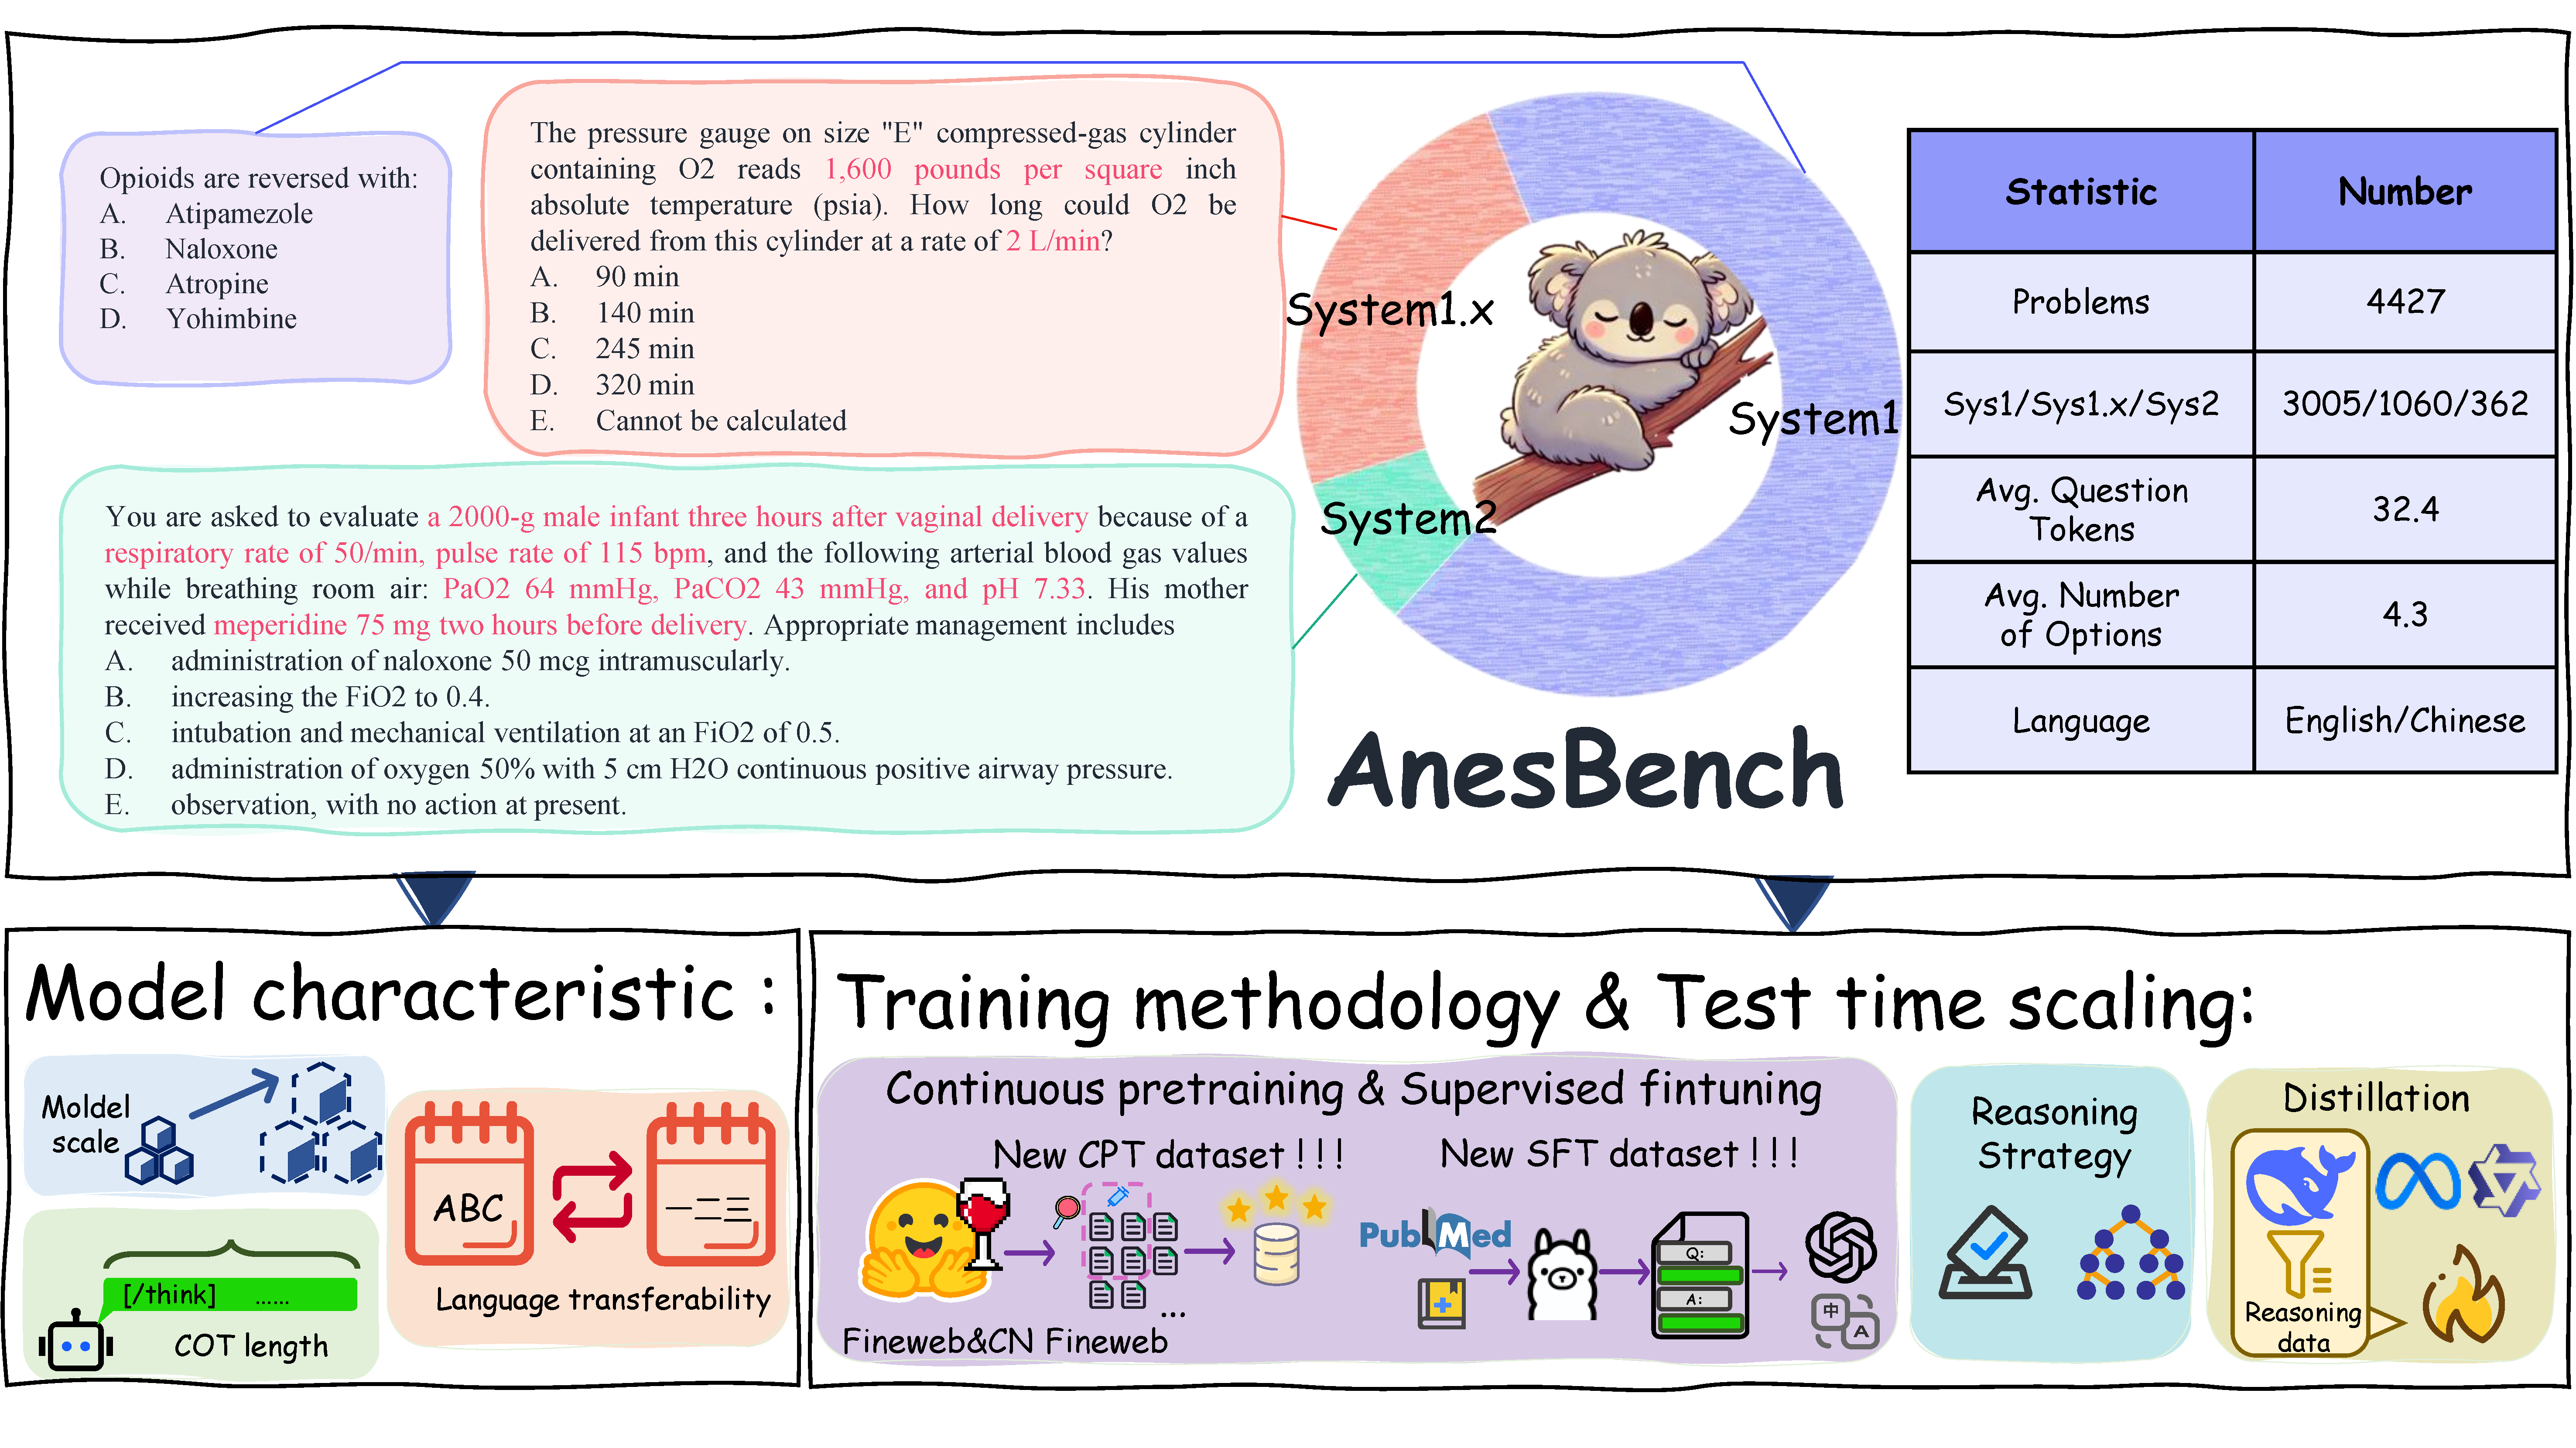 Opioids are reversed with:
A. Atipamezole
B. Naloxone
C. Atropine
D. Yohimbine
The pressure gauge on size "E" compressed-gas cylinder
containing O2 reads 1,600 pounds per square inch
absolute temperature (psia). How long could O2 be
delivered from this cylinder at a rate of 2 L/min?
A. 90 min
B. 140 min
C. 245 min
D. 320 min
E. Cannot be calculated
You are asked to evaluate a 2000-g male infant three hours after vaginal delivery because of a
respiratory rate of 50/min, pulse rate of 115 bpm, and the following arterial blood gas values
while breathing room air: PaO2 64 mmHg, PaCO2 43 mmHg, and pH 7.33. His mother
received meperidine 75 mg two hours before delivery. Appropriate management includes
A. administration of naloxone 50 mcg intramuscularly.
B. increasing the FiO2 to 0.4.
C. intubation and mechanical ventilation at an FiO2 of 0.5.
D. administration of oxygen 50% with 5 cm H2O continuous positive airway pressure.
E. observation, with no action at present.
System1.x
System1
System2
AnesBench
Statistic Number
Problems 4427
Sys1/Sys1.x/Sys2 3005/1060/362
Avg. Question
Tokens
32.4
Avg. Number
of Options
4.3
Language English/Chinese
Model characteristic :
Moldel
scale
[/think] ......
COT length
ABC
一二三
Language transferability
Training methodology & Test time scaling:
Continuous pretraining & Supervised fintuning
New CPT dataset ! ! !
...
Fineweb&CN Fineweb
New SFT dataset ! ! !
PubMed
Q:
A:
中
A
Reasoning
Strategy
Distillation
Reasoning
data